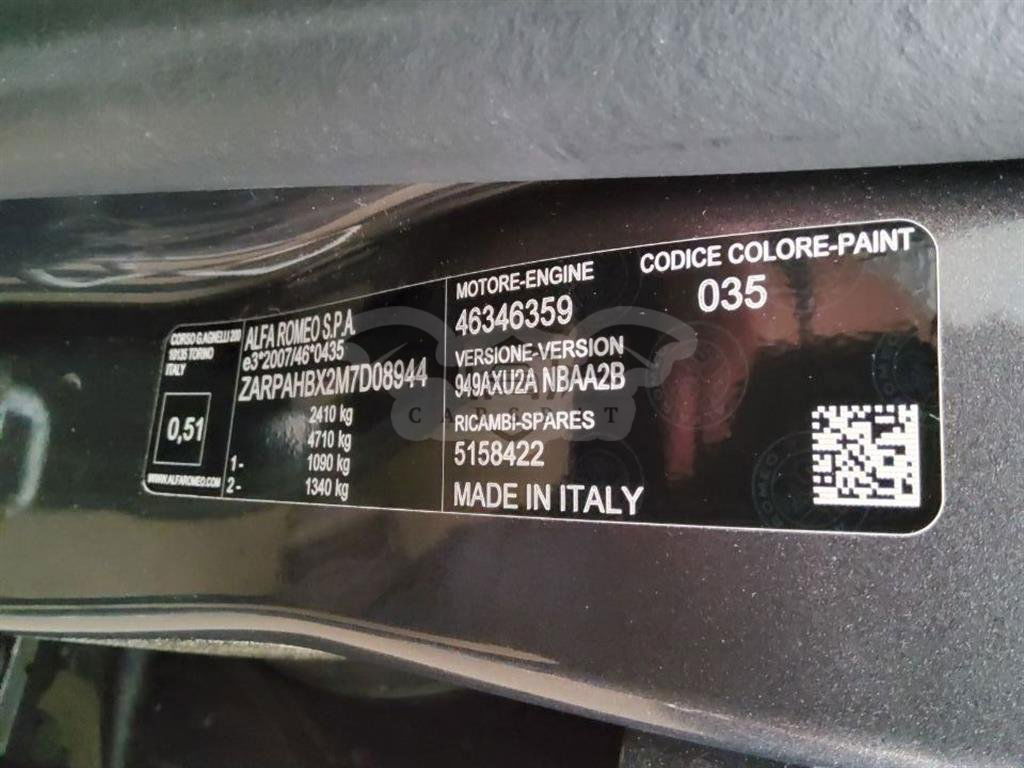 CORSO G.AGNELLI 200
10135 TORINO
ITALY
0,51
WWW.ALFAROMEO.COM
ALFA ROMEO S.P.A.
e3*2007/46*0435
ZARPAHBX2M7D08944
2410 kg
4710 kg
1- 1090 kg
2- 1340 kg
MOTORE-ENGINE
46346359
VERSIONE-VERSION
949AXU2A NBAA2B
RICAMBi-SPARES
5158422
MADE IN ITALY
CODICE COLORE-PAINT
035